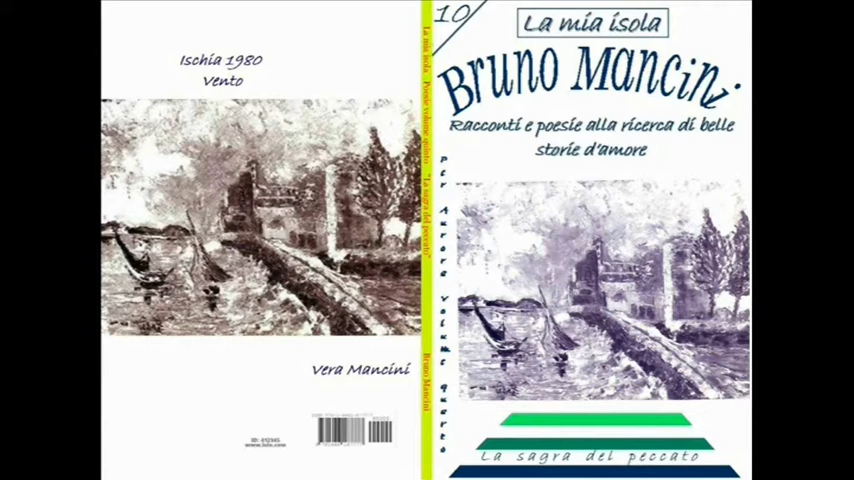 Ischia 1980
Vento
Vera Mancini
ID: 412945
www.lulu.com
La mia isola Poesie volume quinto "La sagra del peccato" Bruno Mancini
10
La mia isola
Bruno Mancini
Racconti e poesie alla ricerca di belle
storie d'amore
Per Aurora volume quarto
La sagra del peccato